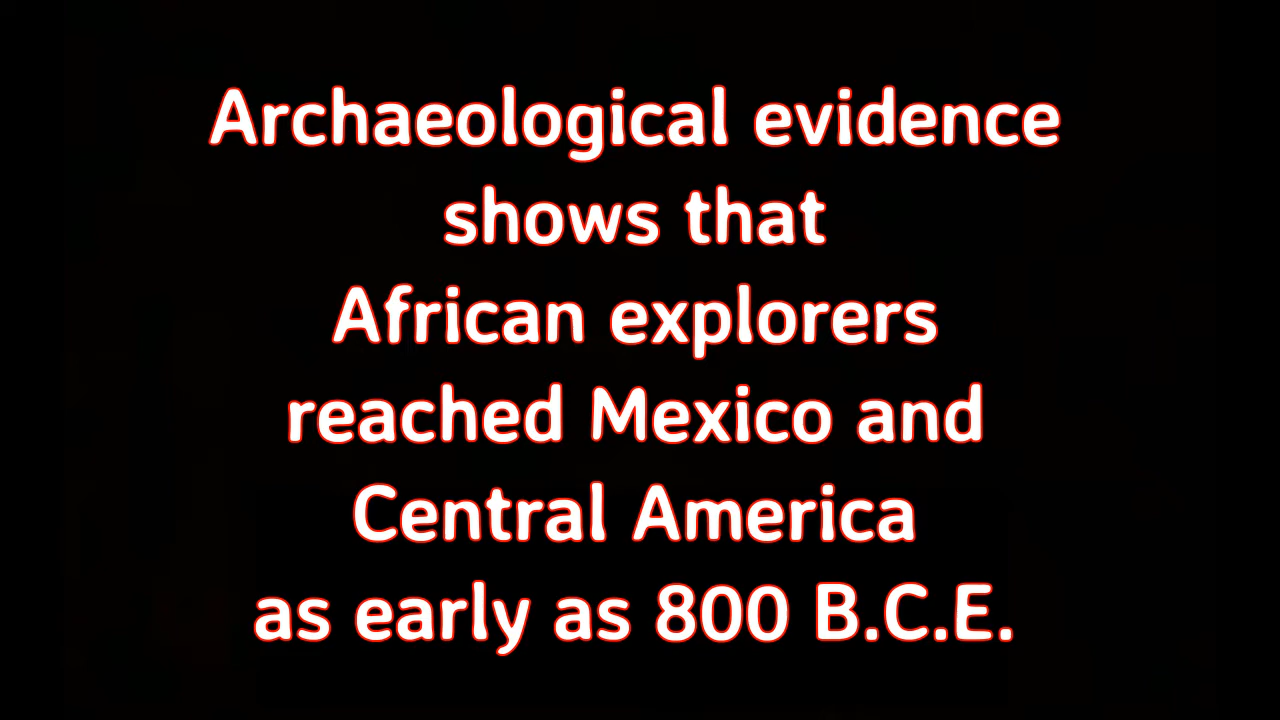 Archaeological evidence
shows that
African explorers
reached Mexico and
Central America
as early as 800 B.C.E.